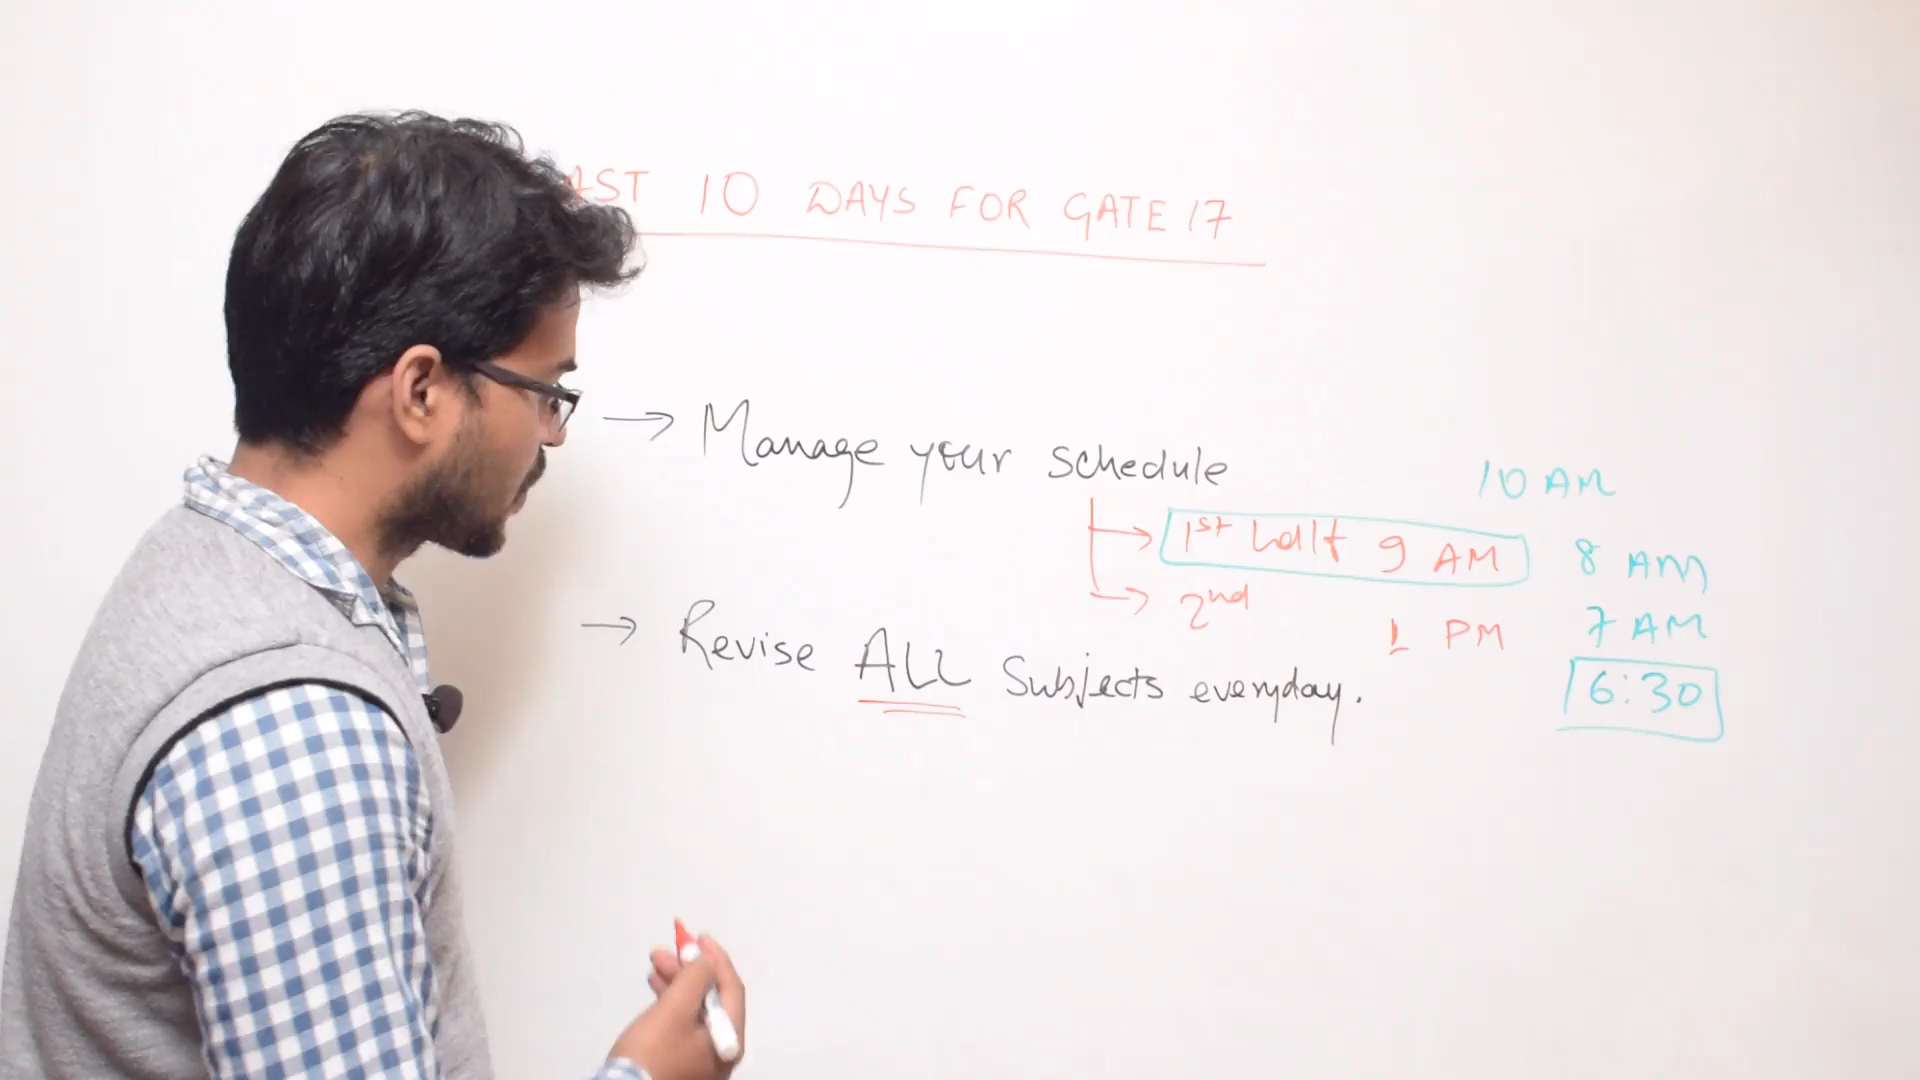 AST 10 DAYS FOR GATE 17
→ Manage your schedule
10 AM
→ 1st half 9 AM
8 AM
→ 2nd
1 PM
7 AM
→ Revise ALL Subjects everyday.
6:30